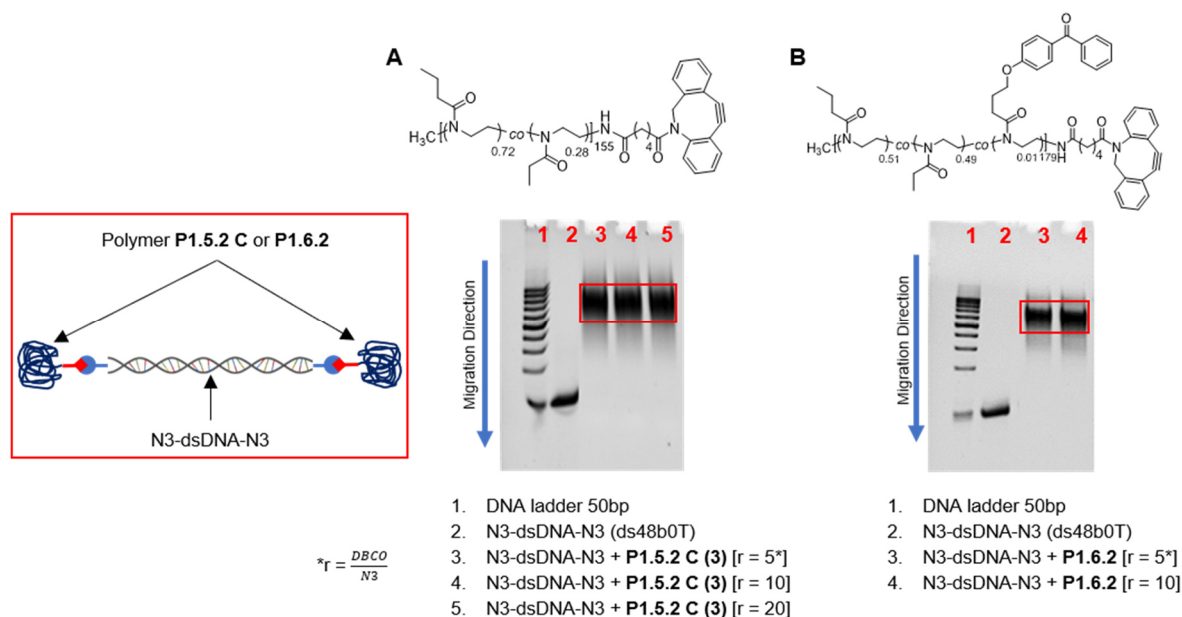 A
B
O
O
O
N
H
N
O
N
O
O
N
H3C
co
N
0.72
0.28
155
O
4
O
H3C
N
0.51
co
N
0.49
co
N
0.01
179
N
H
O
4
O
N
O
Polymer P1.5.2 C or P1.6.2
N3-dsDNA-N3
*r = DBCO
N3
Migration Direction
1 2 3 4 5
Migration Direction
1 2 3 4
1. DNA ladder 50bp
2. N3-dsDNA-N3 (ds48b0T)
3. N3-dsDNA-N3 + P1.5.2 C (3) [r = 5*]
4. N3-dsDNA-N3 + P1.5.2 C (3) [r = 10]
5. N3-dsDNA-N3 + P1.5.2 C (3) [r = 20]
1. DNA ladder 50bp
2. N3-dsDNA-N3 (ds48b0T)
3. N3-dsDNA-N3 + P1.6.2 [r = 5*]
4. N3-dsDNA-N3 + P1.6.2 [r = 10]